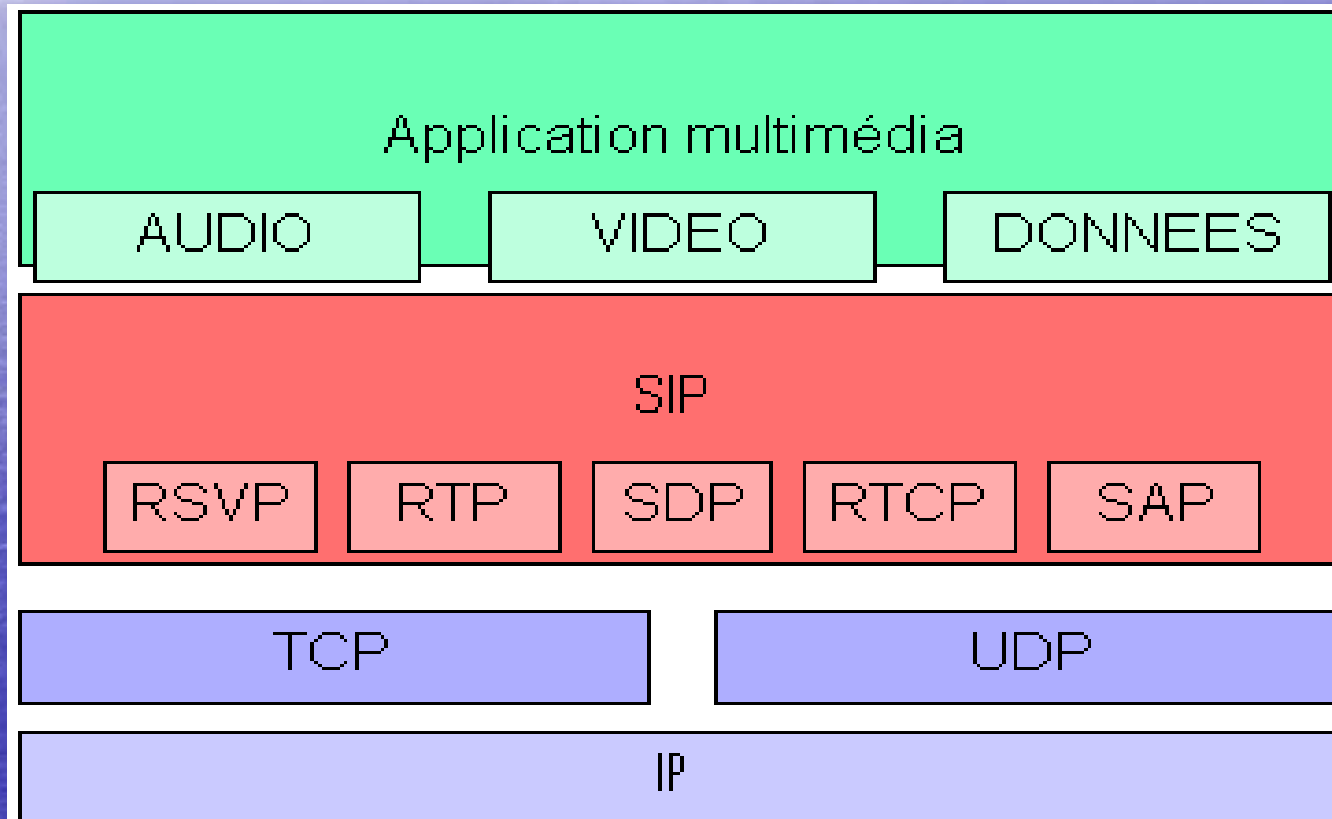 Application multimédia
AUDIO VIDEO DONNEES
SIP
RSVP RTP SDP RTCP SAP
TCP UDP
IP